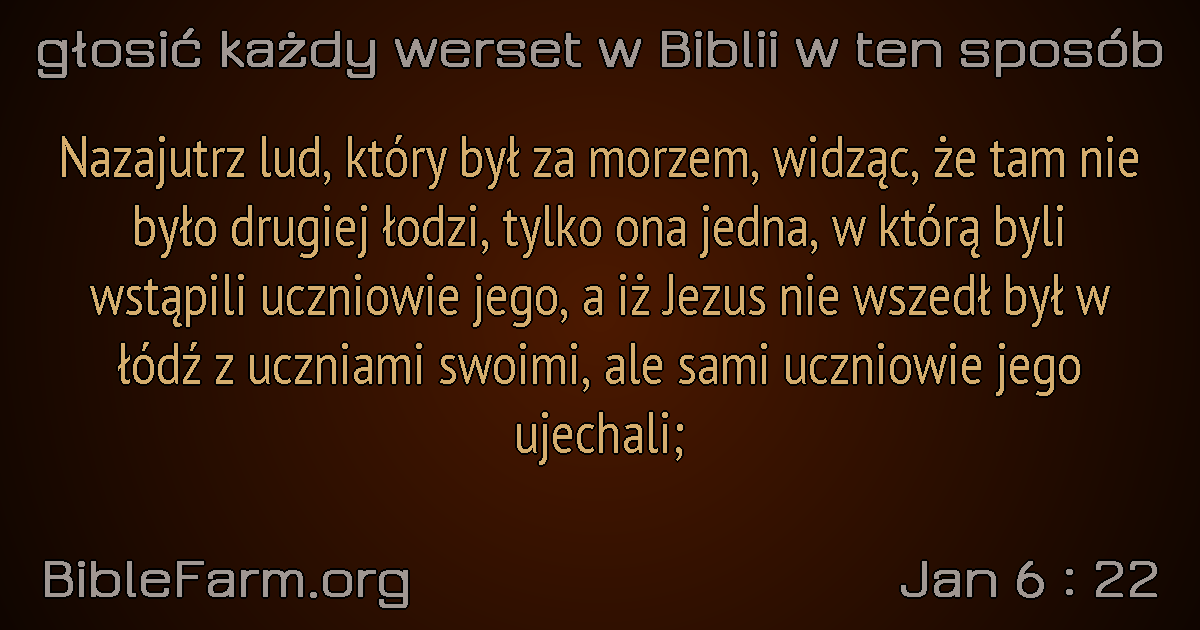 głosić każdy werset w Biblii w ten sposób
Nazajutrz lud, który był za morzem, widząc, że tam nie
było drugiej łodzi, tylko ona jedna, w którą byli
wstąpili uczniowie jego, a iż Jezus nie wszedł był w
łódź z uczniami swoimi, ale sami uczniowie jego
ujechali;
BibleFarm.org
Jan 6 : 22